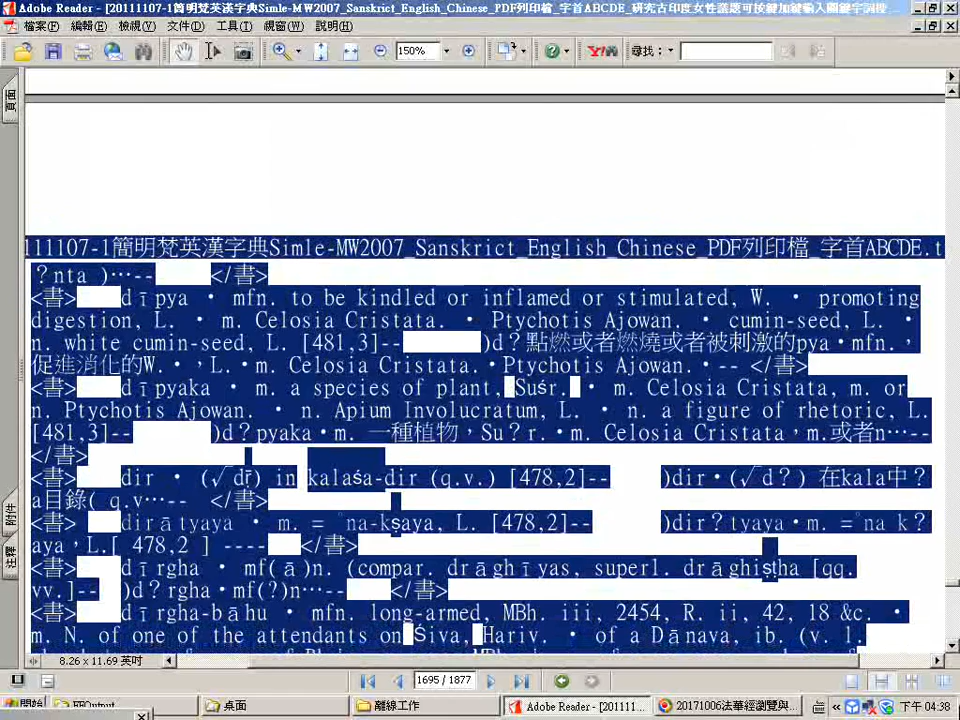 Adobe Reader - [20111107-1簡明梵英漢字典Simle-MW2007_Sanskrict_English_Chinese_PDF列印檔_字首ABCDE_研究古印度女性議題可按
檔案(F) 編輯(E) 檢視(V) 文件(D) 工具(T) 視窗(W) 說明(H)
150% 尋找：
頁面
111107-1簡明梵英漢字典Simle-MW2007_Sanskrict_English_Chinese_PDF列印檔_字首ABCDE.t
？nta )…-- </書>
<書> dīpya ‧ mfn. to be kindled or inflamed or stimulated, W. ‧ promoting
digestion, L. ‧ m. Celosia Cristata. ‧ Ptychotis Ajowan. ‧ cumin-seed, L. ‧
n. white cumin-seed, L. [481,3]-- )d？點燃或者燃燒或者被刺激的pya‧mfn.，
促進消化的W.‧，L.‧m. Celosia Cristata.‧Ptychotis Ajowan.‧-- </書>
<書> dīpyaka ‧ m. a species of plant, Suśr. ‧ m. Celosia Cristata, m. or
n. Ptychotis Ajowan. ‧ n. Apium Involucratum, L. ‧ n. a figure of rhetoric, L.
[481,3]-- )d？pyaka‧m. 一種植物，Su？r.‧m. Celosia Cristata，m.或者n…--
</書>
<書> dir ‧ (√dṝ) in kalaśa-dir (q.v.) [478,2]-- )dir‧(√d？) 在kala中？
a目錄( q.v…-- </書>
<書> dirātyaya ‧ m. = °na-kṣaya, L. [478,2]-- )dir？tyaya‧m. =°na k？
aya，L.[ 478,2 ] ---- </書>
<書> dīrgha ‧ mf(ā)n. (compar. drāghīyas, superl. drāghiṣṭha [qq.
vv.]-- )d？rgha‧mf(？)n…-- </書>
<書> dīrgha-bāhu ‧ mfn. long-armed, MBh. iii, 2454, R. ii, 42, 18 &c. ‧
m. N. of one of the attendants on Śiva, Hariv. ‧ of a Dānava, ib. (v. l.
附件
註釋
8.26 x 11.69 英吋
1695 / 1877
開始 FFOutput 桌面 離線工作 Adobe Reader - [2011... 20171006法華經瀏覽與... 下午 04:38